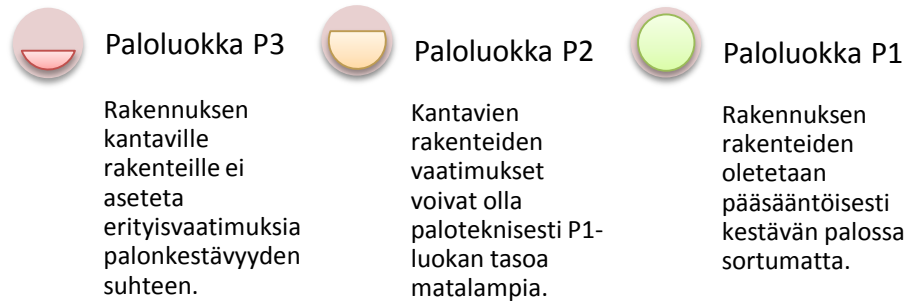 Paloluokka P3
Rakennuksen
kantaville
rakenteille ei
aseteta
erityisvaatimuksia
palonkestävyyden
suhteen.
Paloluokka P2
Kantavien
rakenteiden
vaatimukset
voivat olla
paloteknisesti P1-
luokan tasoa
matalampia.
Paloluokka P1
Rakennuksen
rakenteiden
oletetaan
pääsääntöisesti
kestävän palossa
sortumatta.